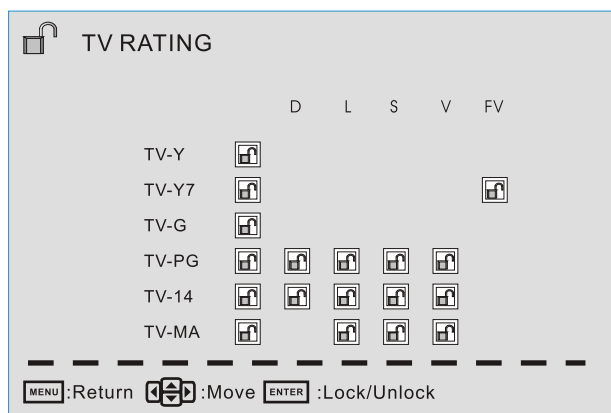 TV RATING
D L S V FV
TV-Y
TV-Y7
TV-G
TV-PG
TV-14
TV-MA
MENU :Return :Move ENTER :Lock/Unlock